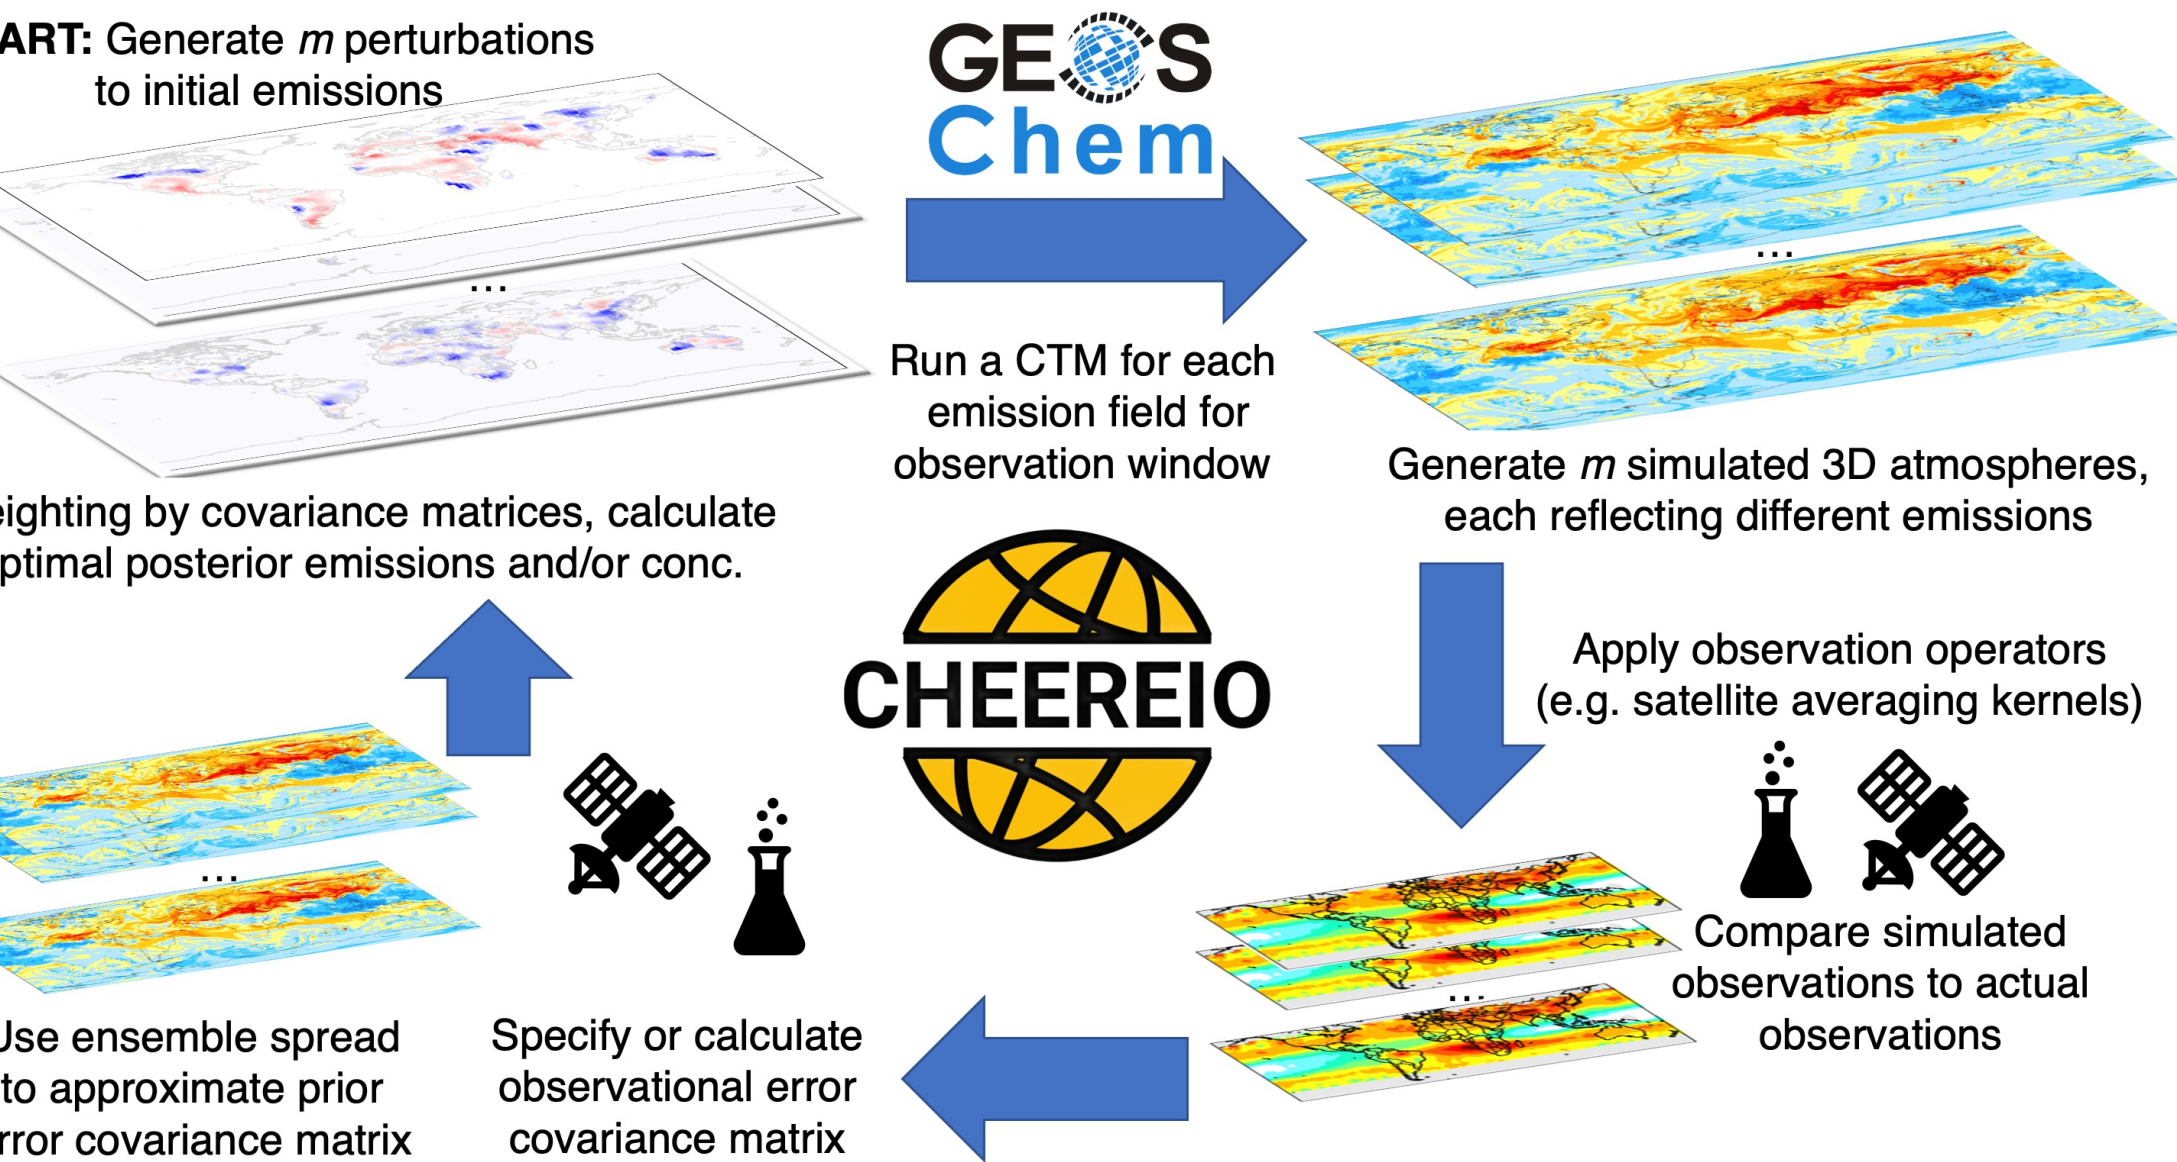 ART: Generate m perturbations
to initial emissions
GEOS
Chem
Run a CTM for each
emission field for
observation window
...
...
Generate m simulated 3D atmospheres,
each reflecting different emissions
eighting by covariance matrices, calculate
ptimal posterior emissions and/or conc.
CHEEREIO
Apply observation operators
(e.g. satellite averaging kernels)
...
...
Compare simulated
observations to actual
observations
Use ensemble spread
to approximate prior
rror covariance matrix
Specify or calculate
observational error
covariance matrix